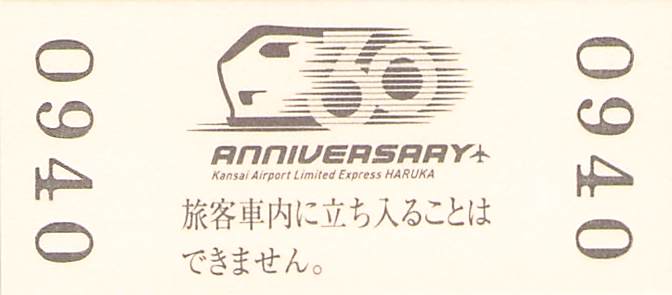 0940
ANNIVERSARY
Kansai Airport Limited Express HARUKA
旅客車内に立ち入ることは
できません。
0940